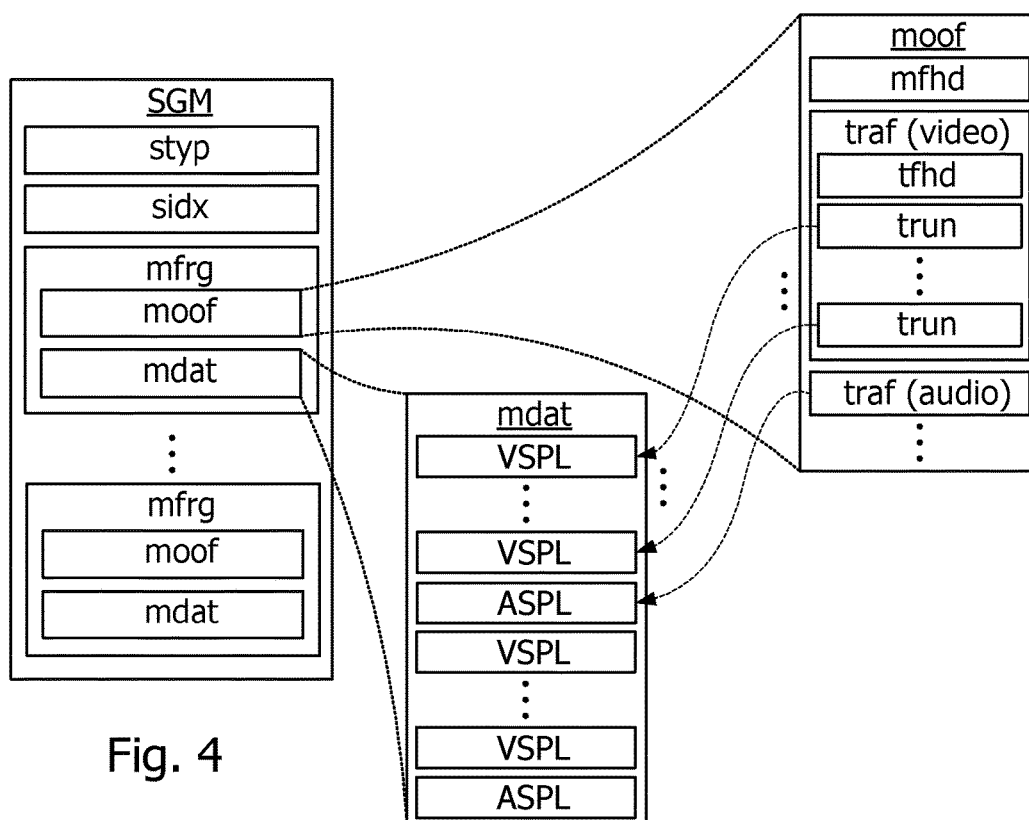 SGM
styp
sidx
mfrg
moof
mdat
mfrg
moof
mdat
mdat
VSPL
VSPL
ASPL
VSPL
VSPL
ASPL
moof
mfhd
traf (video)
tfhd
trun
trun
traf (audio)
Fig. 4